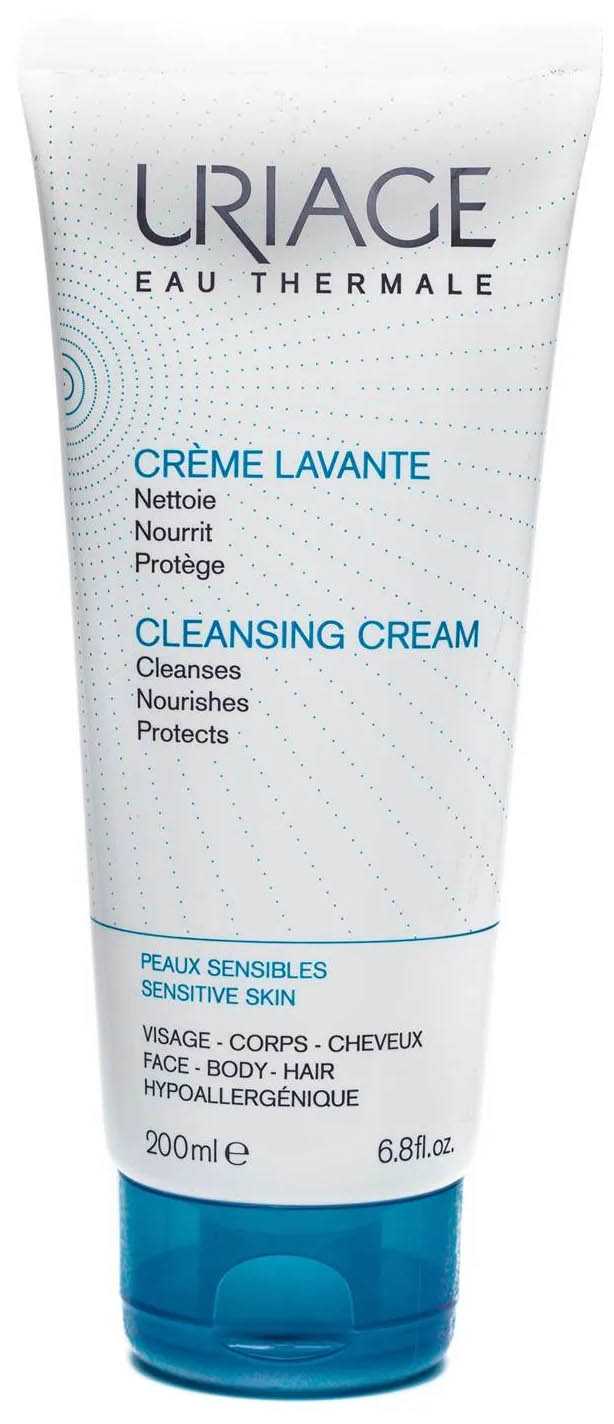 URIAGE
EAU THERMALE
CRÈME LAVANTE
Nettoie
Nourrit
Protège
CLEANSING CREAM
Cleanses
Nourishes
Protects
PEAUX SENSIBLES
SENSITIVE SKIN
VISAGE - CORPS - CHEVEUX
FACE - BODY - HAIR
HYPOALLERGÉNIQUE
200ml e 6.8fl.oz.